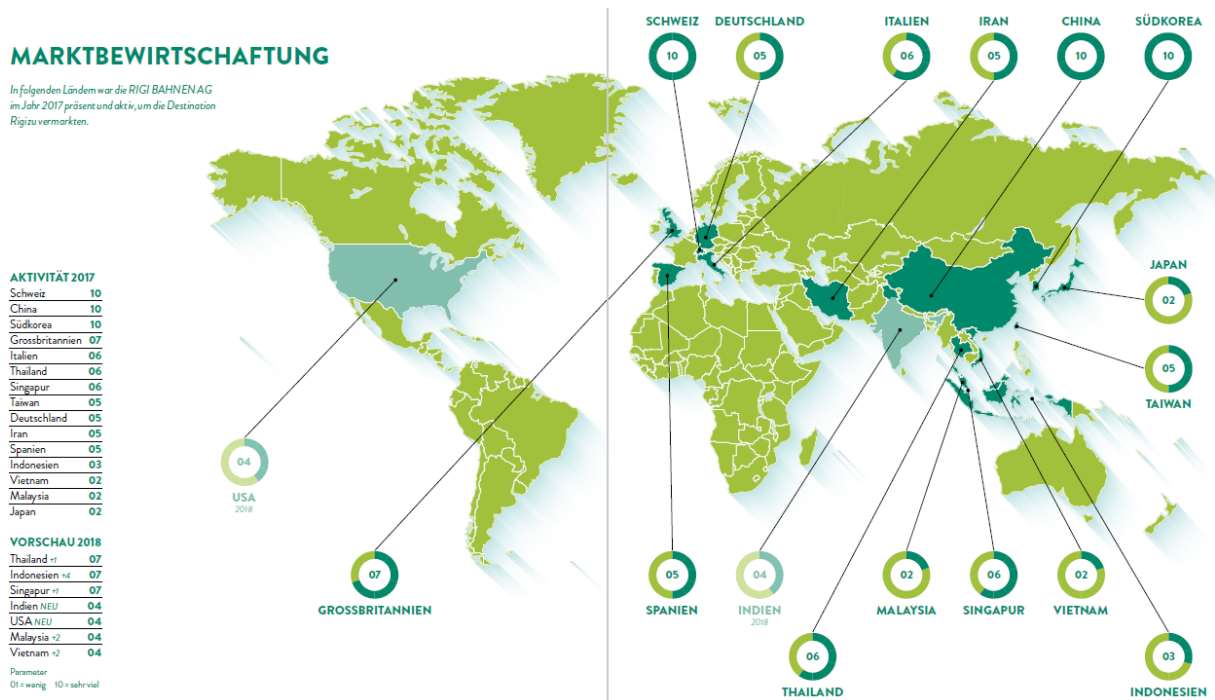 MARKTBEWIRTSCHAFTUNG
In folgenden Ländern war die RIGI BAHNEN AG
im Jahr 2017 präsent und aktiv, um die Destination
Rigi zu vermarkten.
SCHWEIZ DEUTSCHLAND ITALIEN IRAN CHINA SÜDKOREA
10 05 06 05 10 10
JAPAN
02
05
TAIWAN
AKTIVITÄT 2017
Schweiz 10
China 10
Südkorea 10
Grossbritannien 07
Italien 06
Thailand 06
Singapur 06
Taiwan 05
Deutschland 05
Iran 05
Spanien 05
Indonesien 03
Vietnam 02
Malaysia 02
Japan 02
04
USA
2018
VORSCHAU 2018
Thailand +1 07
Indonesien +4 07
Singapur +1 07
Indien NEU 04
USA NEU 04
Malaysia +2 04
Vietnam +2 04
Parameter
01 = wenig 10 = sehr viel
07 05 04 02 06 02
GROSSBRITANNIEN SPANIEN INDIEN MALAYSIA SINGAPUR VIETNAM
2018
06 03
THAILAND INDONESIEN